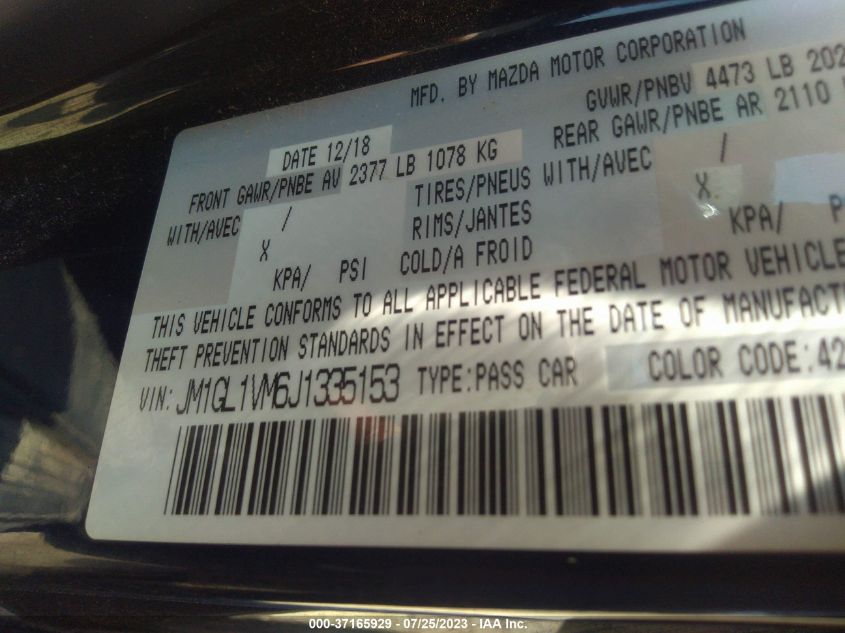 MFD. BY MAZDA MOTOR CORPORATION
DATE 12/18 GVWR/PNBV 4473 LB 202
FRONT GAWR/PNBE AV 2377 LB 1078 KG REAR GAWR/PNBE AR 2110
WITH/AVEC / TIRES/PNEUS WITH/AVEC /
X RIMS/JANTES X
KPA/ PSI COLD/A FROID KPA/ P
THIS VEHICLE CONFORMS TO ALL APPLICABLE FEDERAL MOTOR VEHICLE
THEFT PREVENTION STANDARDS IN EFFECT ON THE DATE OF MANUFACT
VIN: JM1GL1VM6J1335153 TYPE:PASS CAR COLOR CODE:42
000-37165929 - 07/25/2023 - IAA Inc.